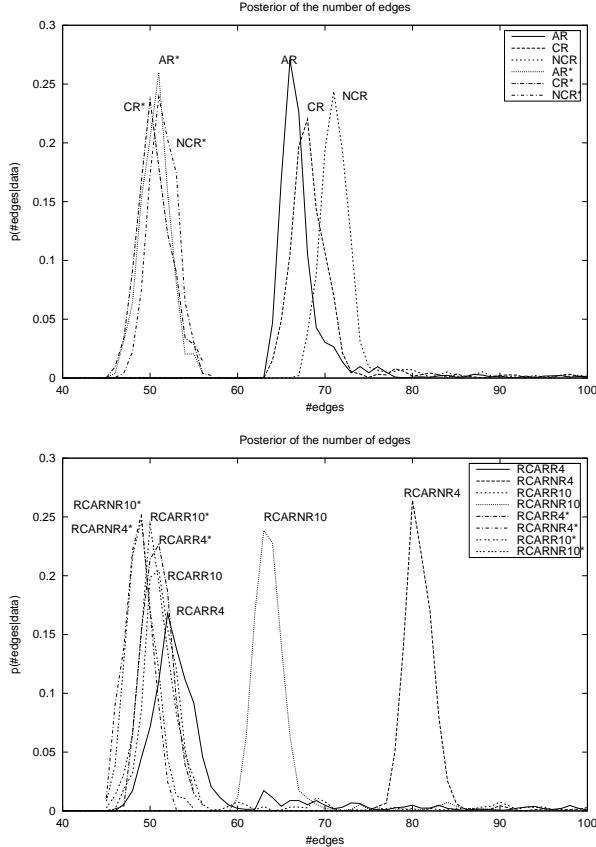 Posterior of the number of edges
0.3
0.25
0.2
0.15
0.1
0.05
0
p(#edges|data)
AR*
CR*
NCR*
AR
CR
NCR
AR
CR
NCR
AR*
CR*
NCR*
40 50 60 70 80 90 100
#edges
Posterior of the number of edges
0.3
0.25
0.2
0.15
0.1
0.05
0
p(#edges|data)
RCARNR10*
RCARNR4*
RCARR10*
RCARR4*
RCARR10
RCARR4
RCARNR10
RCARNR4
RCARR4
RCARNR4
RCARR10
RCARNR10
RCARR4*
RCARNR4*
RCARR10*
RCARNR10*
40 50 60 70 80 90 100
#edges